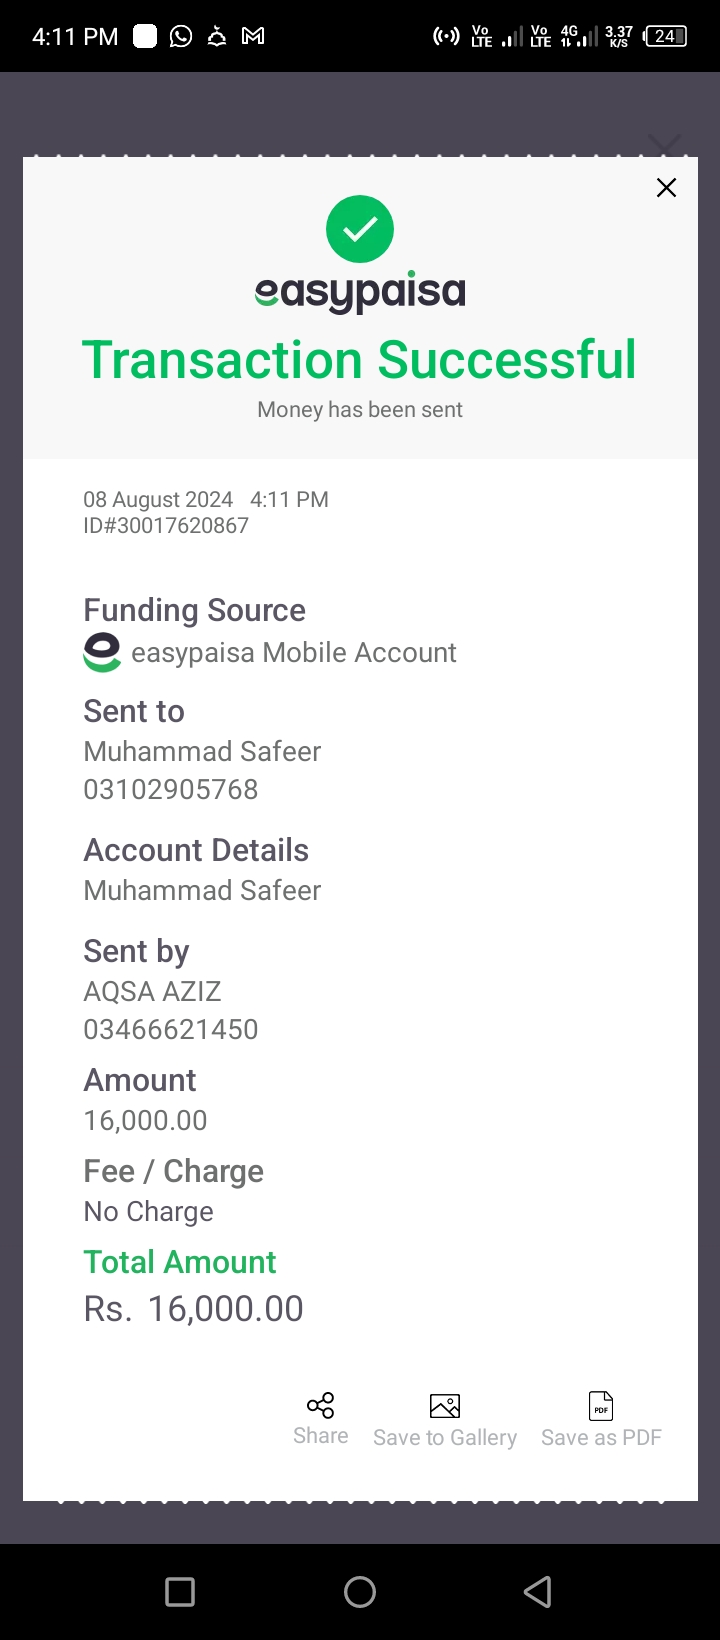 4:11 PM
Vo LTE Vo LTE 4G 3.37 K/S 24
easypaisa
Transaction Successful
Money has been sent
08 August 2024 4:11 PM
ID#30017620867
Funding Source
easypaisa Mobile Account
Sent to
Muhammad Safeer
03102905768
Account Details
Muhammad Safeer
Sent by
AQSA AZIZ
03466621450
Amount
16,000.00
Fee / Charge
No Charge
Total Amount
Rs. 16,000.00
PDF
Share Save to Gallery Save as PDF